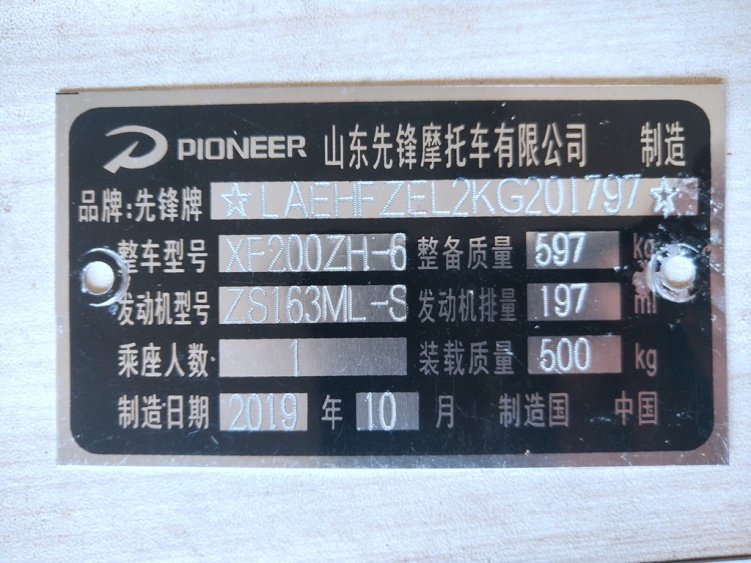 PIONEER 山东先锋摩托车有限公司 制造
品牌:先锋牌 ☆LAEHFZEL2KG201797☆
整车型号 XF200ZH-6 整备质量 597 kg
发动机型号 ZS163ML-S 发动机排量 197 ml
乘座人数 1 装载质量 500 kg
制造日期 2019 年 10 月 制造国 中国